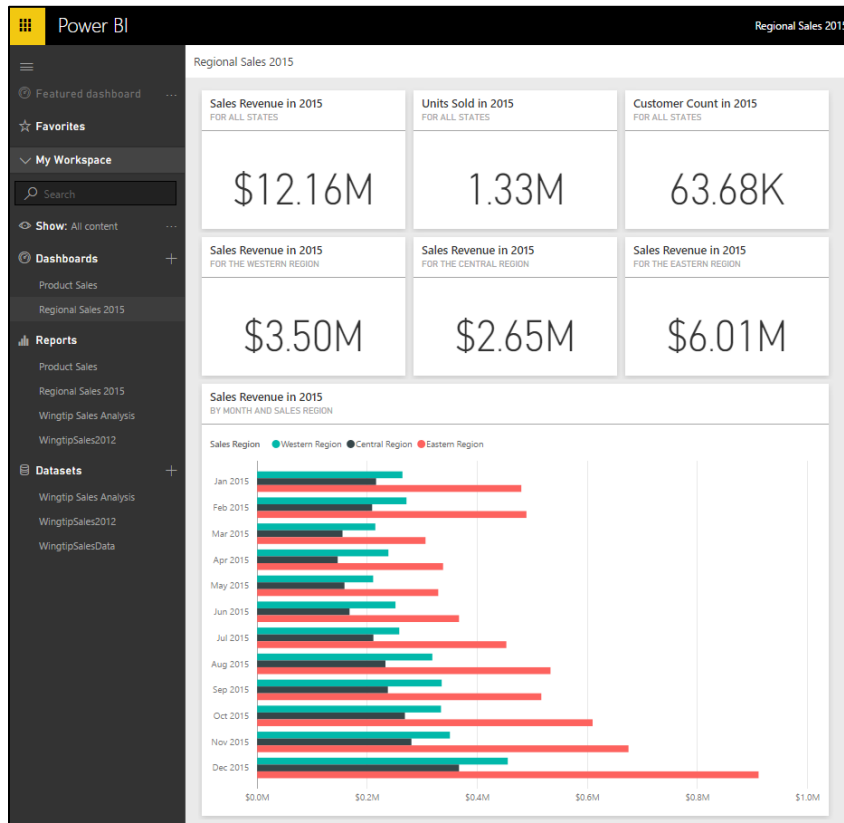 Power BI
Regional Sales 2015
Featured dashboard ...
Favorites
My Workspace
Search
Show: All content ...
Dashboards +
Product Sales
Regional Sales 2015
Reports
Product Sales
Regional Sales 2015
Wingtip Sales Analysis
WingtipSales2012
Datasets +
Wingtip Sales Analysis
WingtipSales2012
WingtipSalesData
Regional Sales 2015
Sales Revenue in 2015
FOR ALL STATES
$12.16M
Units Sold in 2015
FOR ALL STATES
1.33M
Customer Count in 2015
FOR ALL STATES
63.68K
Sales Revenue in 2015
FOR THE WESTERN REGION
$3.50M
Sales Revenue in 2015
FOR THE CENTRAL REGION
$2.65M
Sales Revenue in 2015
FOR THE EASTERN REGION
$6.01M
Sales Revenue in 2015
BY MONTH AND SALES REGION
Sales Region Western Region Central Region Eastern Region
Jan 2015
Feb 2015
Mar 2015
Apr 2015
May 2015
Jun 2015
Jul 2015
Aug 2015
Sep 2015
Oct 2015
Nov 2015
Dec 2015
$0.0M $0.2M $0.4M $0.6M $0.8M $1.0M